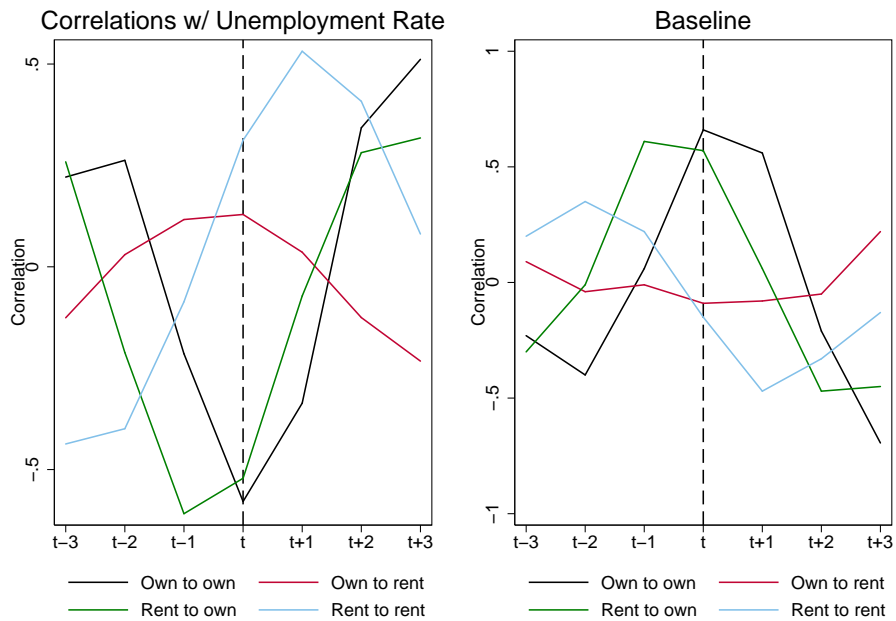 Correlations w/ Unemployment Rate
Correlation
.5
0
−.5
t−3 t−2 t−1 t t+1 t+2 t+3
Own to own Own to rent
Rent to own Rent to rent
Baseline
Correlation
1
.5
0
−.5
−1
t−3 t−2 t−1 t t+1 t+2 t+3
Own to own Own to rent
Rent to own Rent to rent